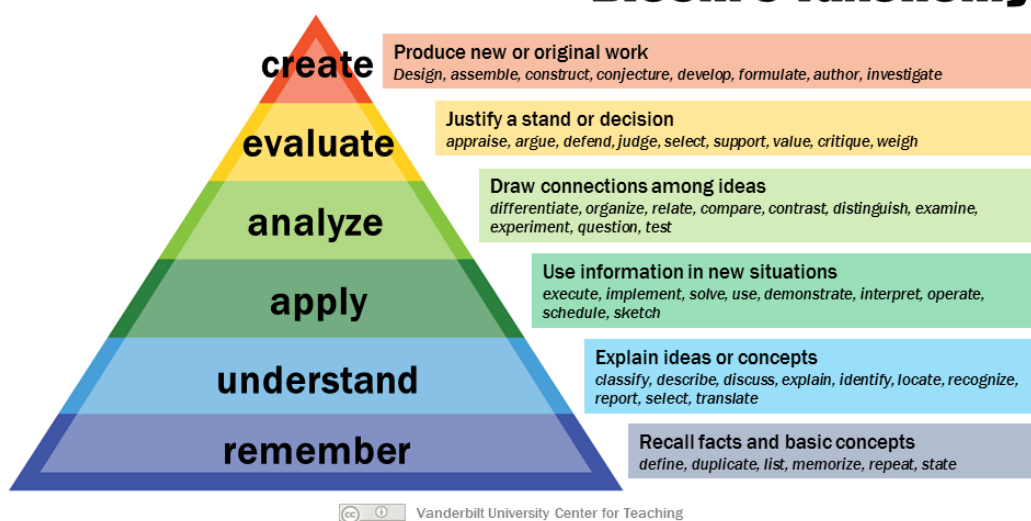 Bloom's Taxonomy
create
Produce new or original work
Design, assemble, construct, conjecture, develop, formulate, author, investigate
evaluate
Justify a stand or decision
appraise, argue, defend, judge, select, support, value, critique, weigh
analyze
Draw connections among ideas
differentiate, organize, relate, compare, contrast, distinguish, examine,
experiment, question, test
apply
Use information in new situations
execute, implement, solve, use, demonstrate, interpret, operate,
schedule, sketch
understand
Explain ideas or concepts
classify, describe, discuss, explain, identify, locate, recognize,
report, select, translate
remember
Recall facts and basic concepts
define, duplicate, list, memorize, repeat, state
cc Vanderbilt University Center for Teaching